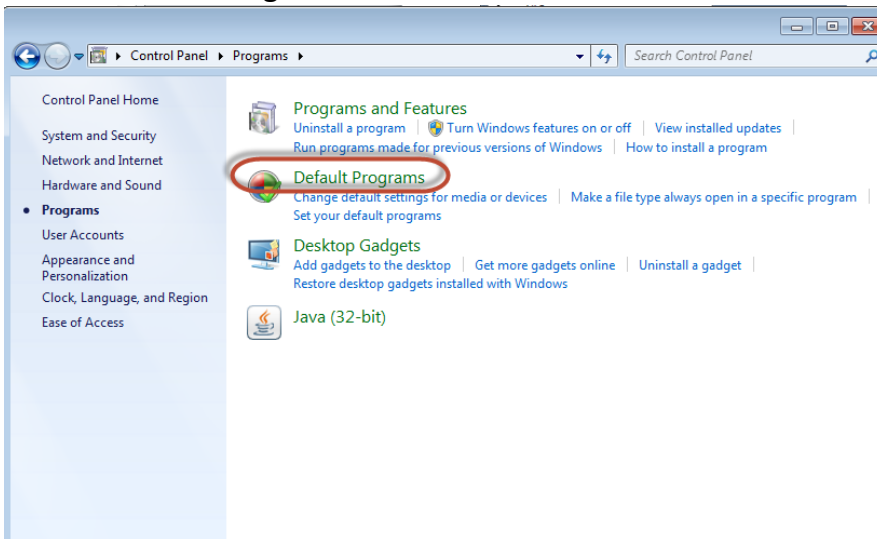 Control Panel Programs
Search Control Panel
Control Panel Home
System and Security
Network and Internet
Hardware and Sound
Programs
User Accounts
Appearance and
Personalization
Clock, Language, and Region
Ease of Access
Programs and Features
Uninstall a program Turn Windows features on or off View installed updates
Run programs made for previous versions of Windows How to install a program
Default Programs
Change default settings for media or devices Make a file type always open in a specific program
Set your default programs
Desktop Gadgets
Add gadgets to the desktop Get more gadgets online Uninstall a gadget
Restore desktop gadgets installed with Windows
Java (32-bit)